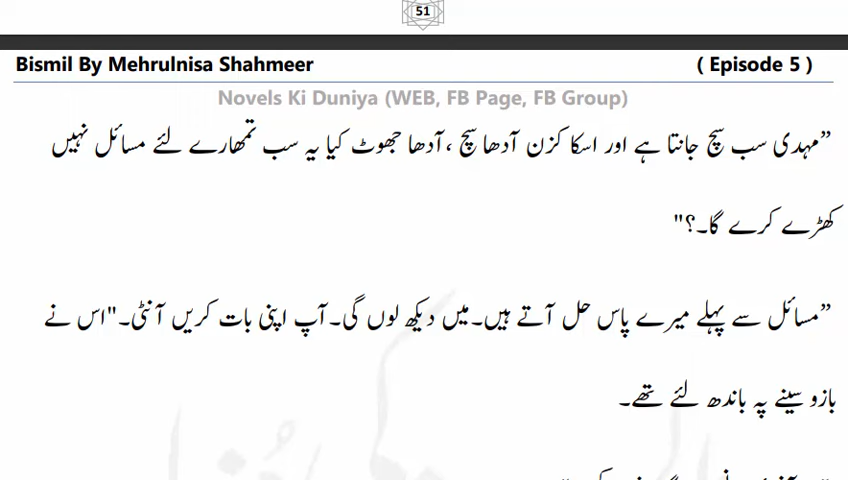 51
Bismil By Mehrulnisa Shahmeer ( Episode 5 )
Novels Ki Duniya (WEB, FB Page, FB Group)
”مہدی سب سچ جانتا ہے اور اسکا کزن آدھا سچ ،آدھا جھوٹ کیا یہ سب تمھارے لئے مسائل نہیں
کھڑے کرے گا۔؟"
”مسائل سے پہلے میرے پاس حل آتے ہیں۔میں دیکھ لوں گی۔آپ اپنی بات کریں آنٹی۔"اس نے
بازو سینے پہ باندھ لئے تھے۔